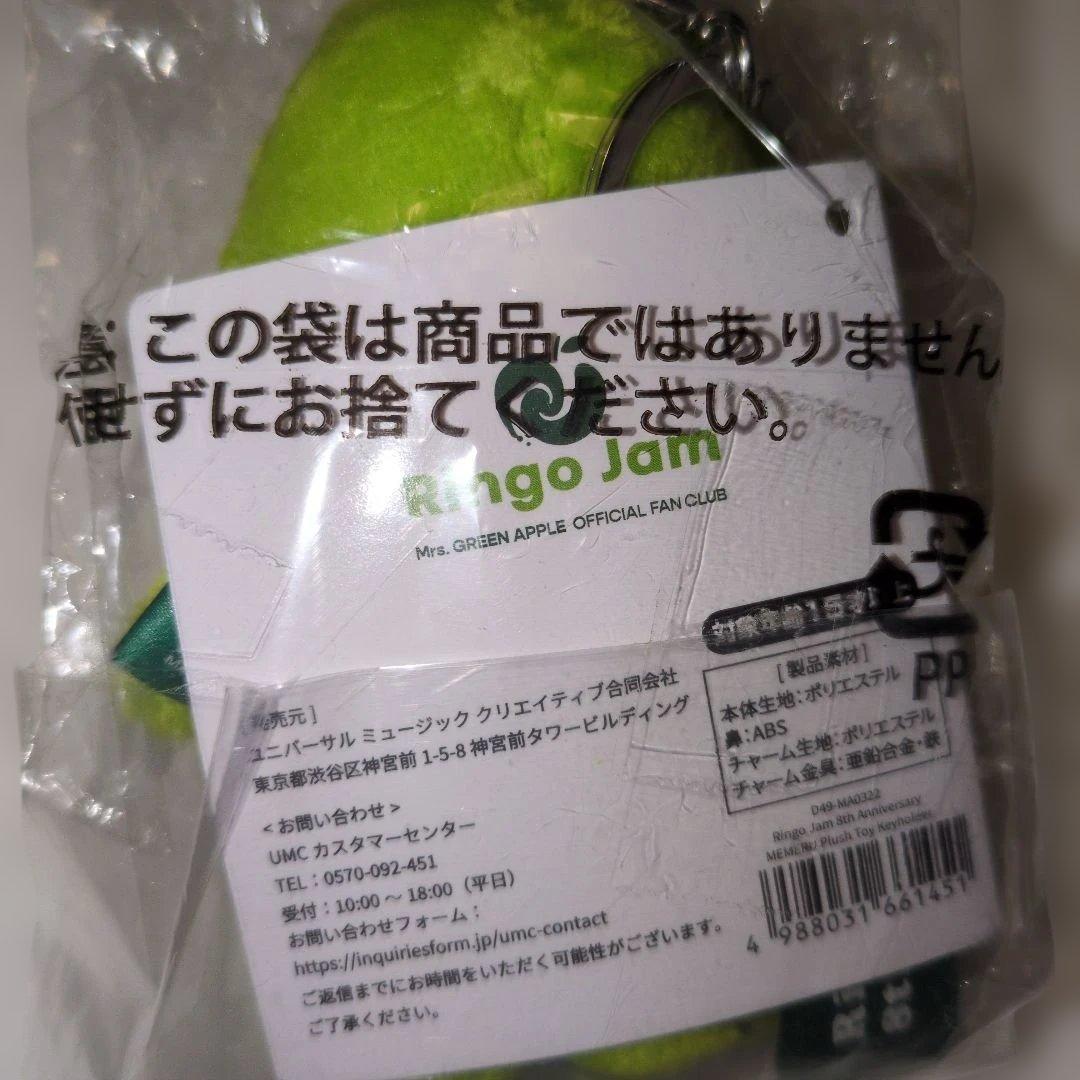 この袋は商品ではありません
せずにお捨てください。
Ringo Jam
Mrs. GREEN APPLE OFFICIAL FAN CLUB
対象年齢15才以上
PP
売元]
ユニバーサル ミュージック クリエイティブ合同会社
東京都渋谷区神宮前 1-5-8 神宮前タワービルディング
<お問い合わせ>
UMC カスタマーセンター
TEL：0570-092-451
受付：10:00 ～ 18:00（平日）
お問い合わせフォーム：
https://inquiriesform.jp/umc-contact
ご返信までにお時間をいただく可能性がございます。
ご了承ください。
[製品素材]
本体生地：ポリエステル
鼻：ABS
チャーム生地：ポリエステル
チャーム金具：亜鉛合金・鉄
D49-MA0322
Ringo Jam 8th Anniversary
MEMERU Plush Toy Keyholder
4 988031 661451